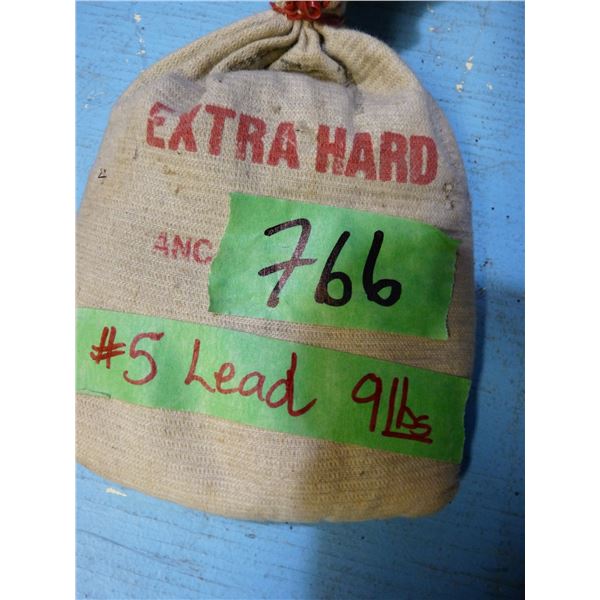 EXTRA HARD
ANC
766
#5 Lead 9lbs